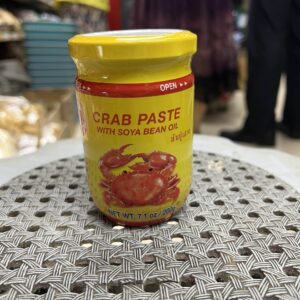 OPEN
CRAB PASTE
WITH SOYA BEAN OIL
NET WT. 7.1 oz